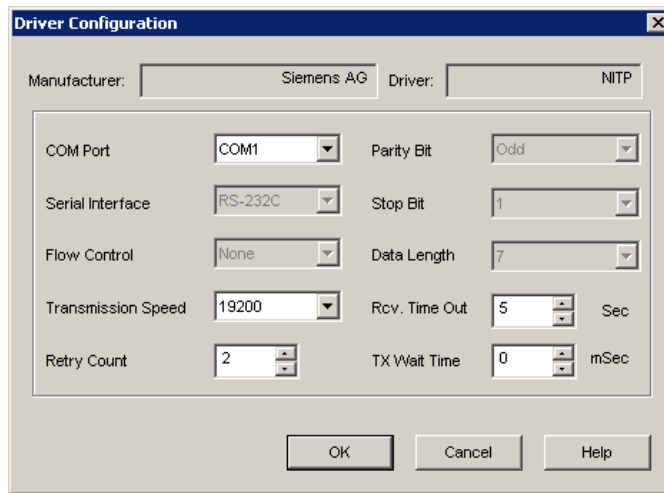 Driver Configuration
Manufacturer: Siemens AG Driver: NITP
COM Port COM1 Parity Bit Odd
Serial Interface RS-232C Stop Bit 1
Flow Control None Data Length 7
Transmission Speed 19200 Rcv. Time Out 5 Sec
Retry Count 2 TX Wait Time 0 mSec
OK Cancel Help